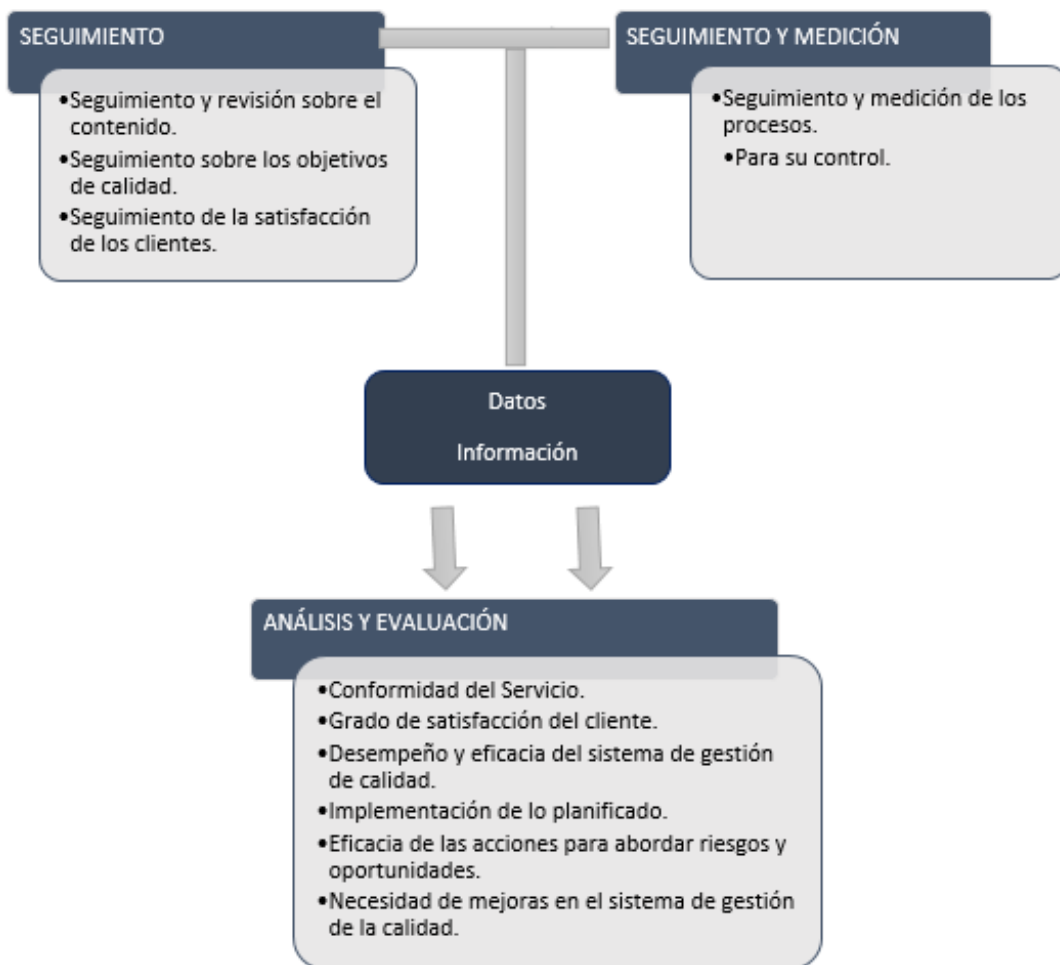 SEGUIMIENTO
•Seguimiento y revisión sobre el
contenido.
•Seguimiento sobre los objetivos
de calidad.
•Seguimiento de la satisfacción
de los clientes.
SEGUIMIENTO Y MEDICIÓN
•Seguimiento y medición de los
procesos.
•Para su control.
Datos
Información
ANÁLISIS Y EVALUACIÓN
•Conformidad del Servicio.
•Grado de satisfacción del cliente.
•Desempeño y eficacia del sistema de gestión
de calidad.
•Implementación de lo planificado.
•Eficacia de las acciones para abordar riesgos y
oportunidades.
•Necesidad de mejoras en el sistema de gestión
de la calidad.